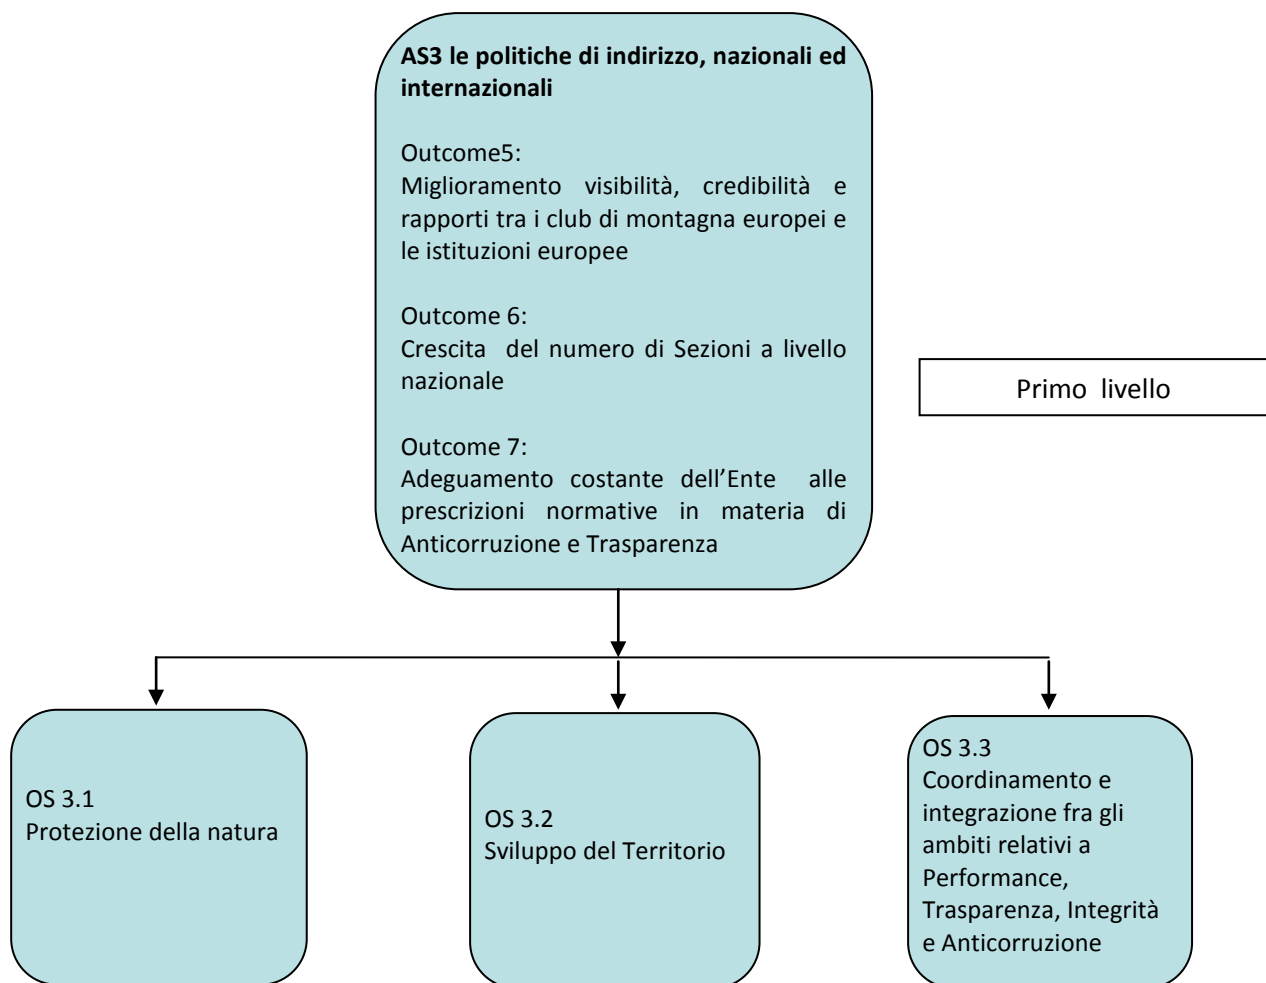 AS3 le politiche di indirizzo, nazionali ed
internazionali
Outcome5:
Miglioramento visibilità, credibilità e
rapporti tra i club di montagna europei e
le istituzioni europee
Outcome 6:
Crescita del numero di Sezioni a livello
nazionale
Outcome 7:
Adeguamento costante dell’Ente alle
prescrizioni normative in materia di
Anticorruzione e Trasparenza
Primo livello
OS 3.1
Protezione della natura
OS 3.2
Sviluppo del Territorio
OS 3.3
Coordinamento e
integrazione fra gli
ambiti relativi a
Performance,
Trasparenza, Integrità
e Anticorruzione